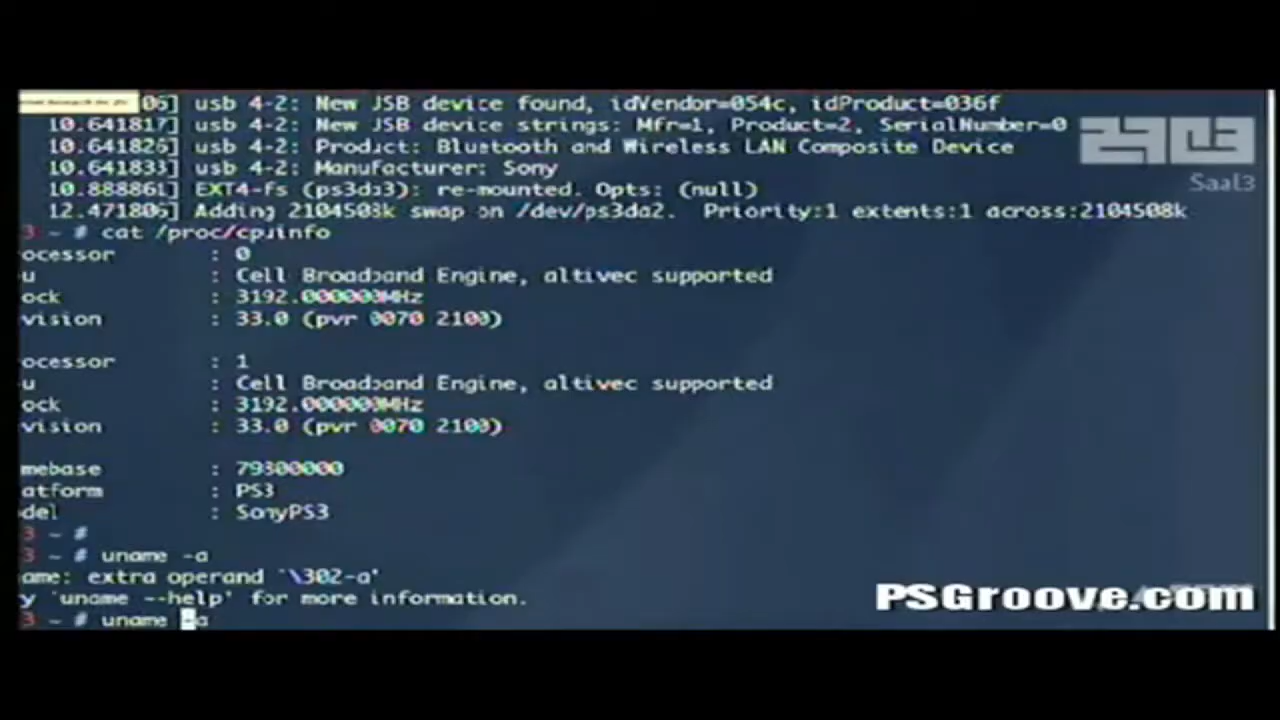 06] usb 4-2: New JSB device found, idVendor=054c, idProduct=036f
10.641817] usb 4-2: New JSB device strings: Mfr=1, Product=2, SerialNumber=0
10.641826] usb 4-2: Product: Bluetooth and Wireless LAN Composite Device
10.641833] usb 4-2: Manufacturer: Sony
10.888861] EXT4-fs (ps3da3): re-mounted. Opts: (null)
12.471806] Adding 2104508k swap on /dev/ps3da2. Priority:1 extents:1 across:2104508k
3 ~ # cat /proc/cpuinfo
ocessor : 0
u : Cell Broadband Engine, altivec supported
ock : 3192.000000MHz
vision : 33.0 (pvr 0070 2100)
ocessor : 1
u : Cell Broadband Engine, altivec supported
ock : 3192.000000MHz
vision : 33.0 (pvr 0070 2100)
mebase : 79800000
atform : PS3
del : SonyPS3
3 ~ #
3 ~ # uname -a
ame: extra operand `\302-a'
y `uname --help' for more information.
3 ~ # uname -a
Saal3
PSGroove.com